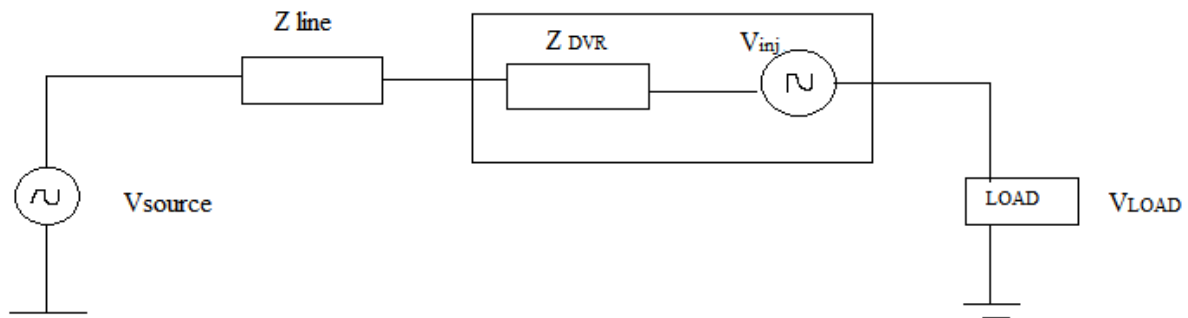 Z line
Z DVR
Vinj
Vsource
LOAD
VLOAD